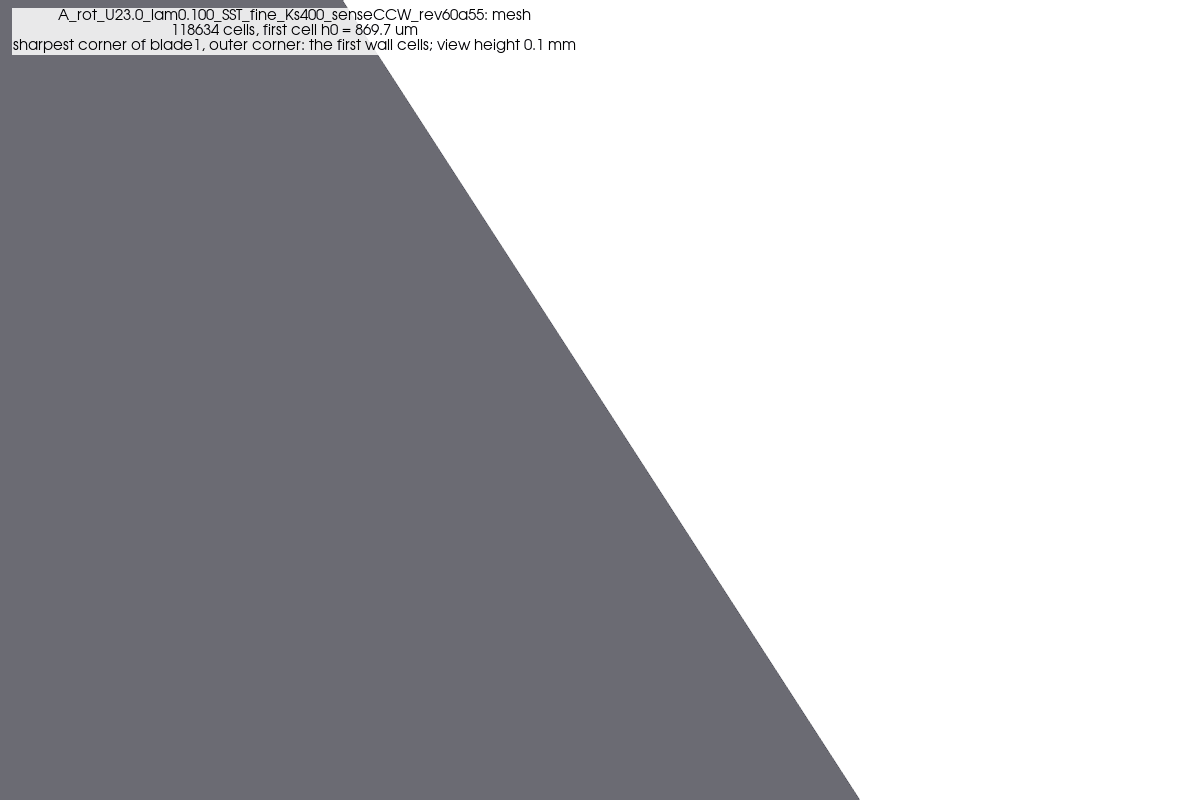 A_rot_U23.0_lam0.100_SST_fine_Ks400_senseCCW_rev60a55: mesh
118634 cells, first cell h0 = 869.7 um
sharpest corner of blade1, outer corner: the first wall cells; view height 0.1 mm